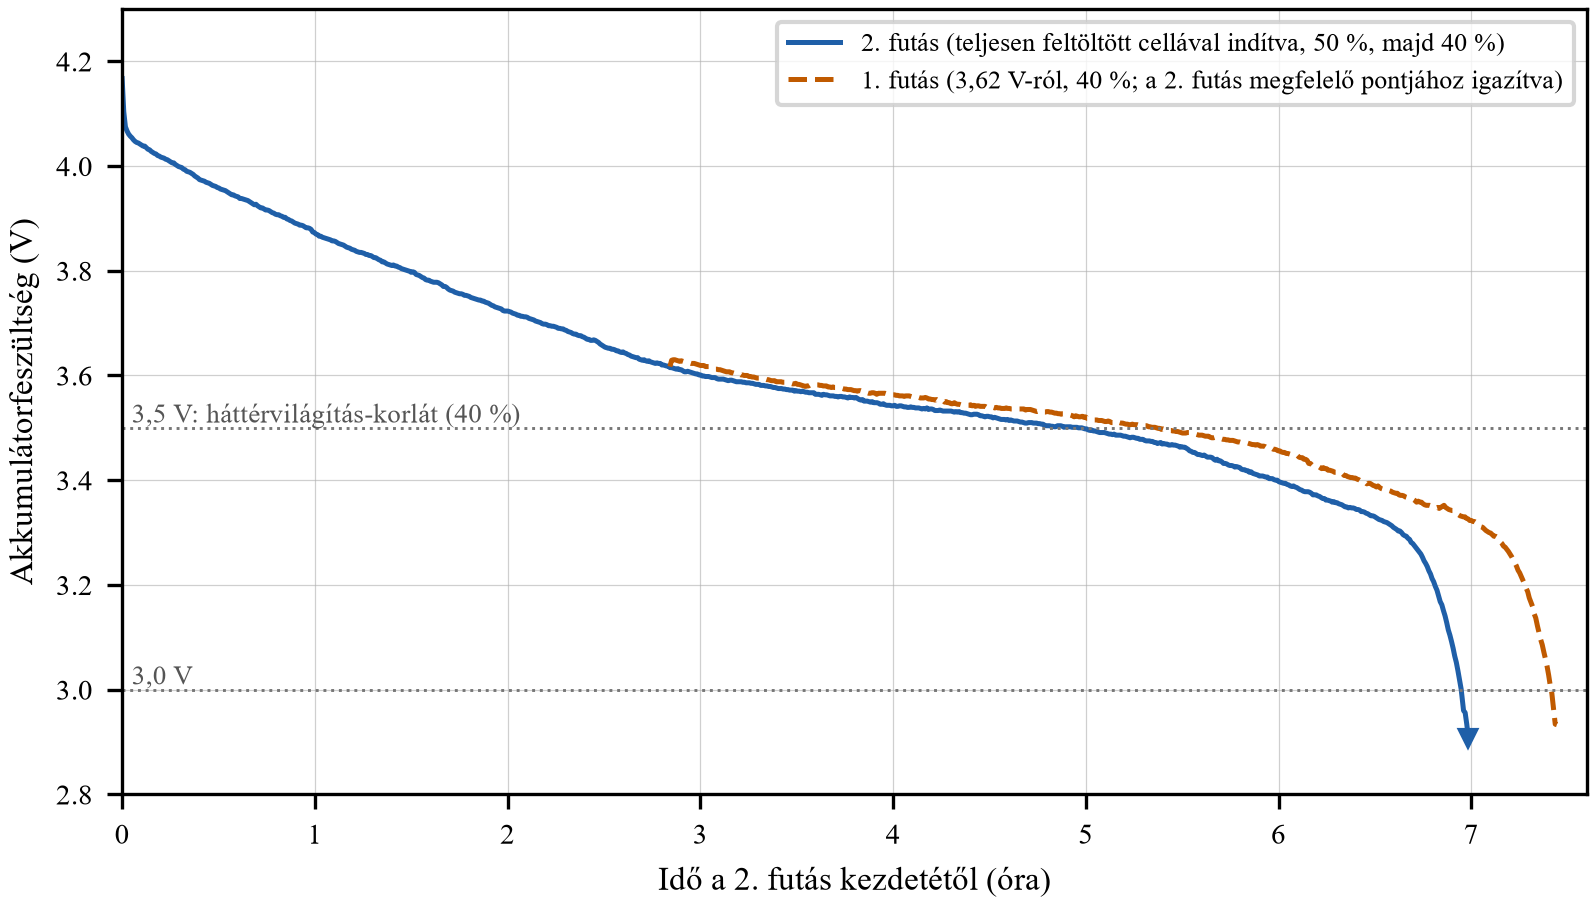 2. futás (teljesen feltöltött cellával indítva, 50 %, majd 40 %)
1. futás (3,62 V-ról, 40 %; a 2. futás megfelelő pontjához igazítva)
Akkumulátorfeszültség (V)
4.2
4.0
3.8
3.6
3.4
3.2
3.0
2.8
3,5 V: háttérvilágítás-korlát (40 %)
3,0 V
0 1 2 3 4 5 6 7
Idő a 2. futás kezdetétől (óra)